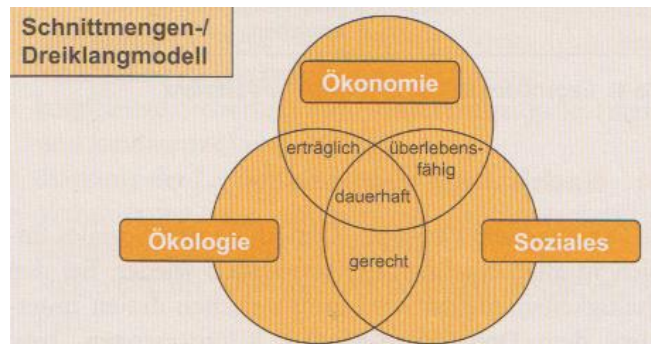 Schnittmengen-/
Dreiklangmodell
Ökonomie
erträglich
überlebens-
fähig
dauerhaft
Ökologie
Soziales
gerecht